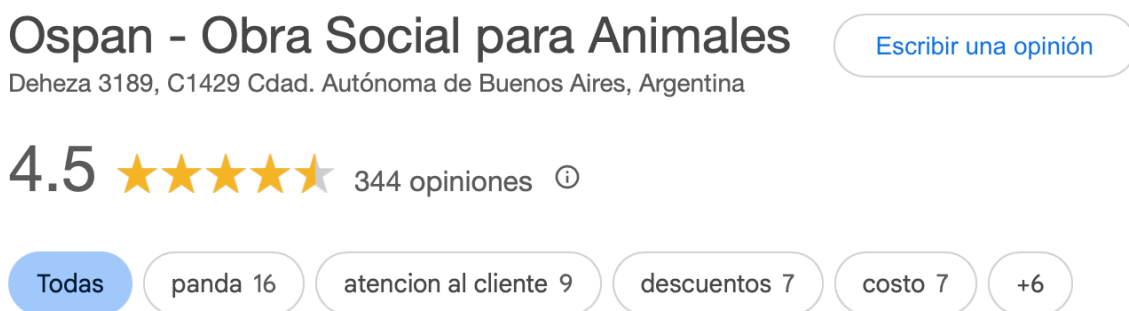 Ospan - Obra Social para Animales
Escribir una opinión
Deheza 3189, C1429 Cdad. Autónoma de Buenos Aires, Argentina
4.5 344 opiniones
Todas panda 16 atencion al cliente 9 descuentos 7 costo 7 +6